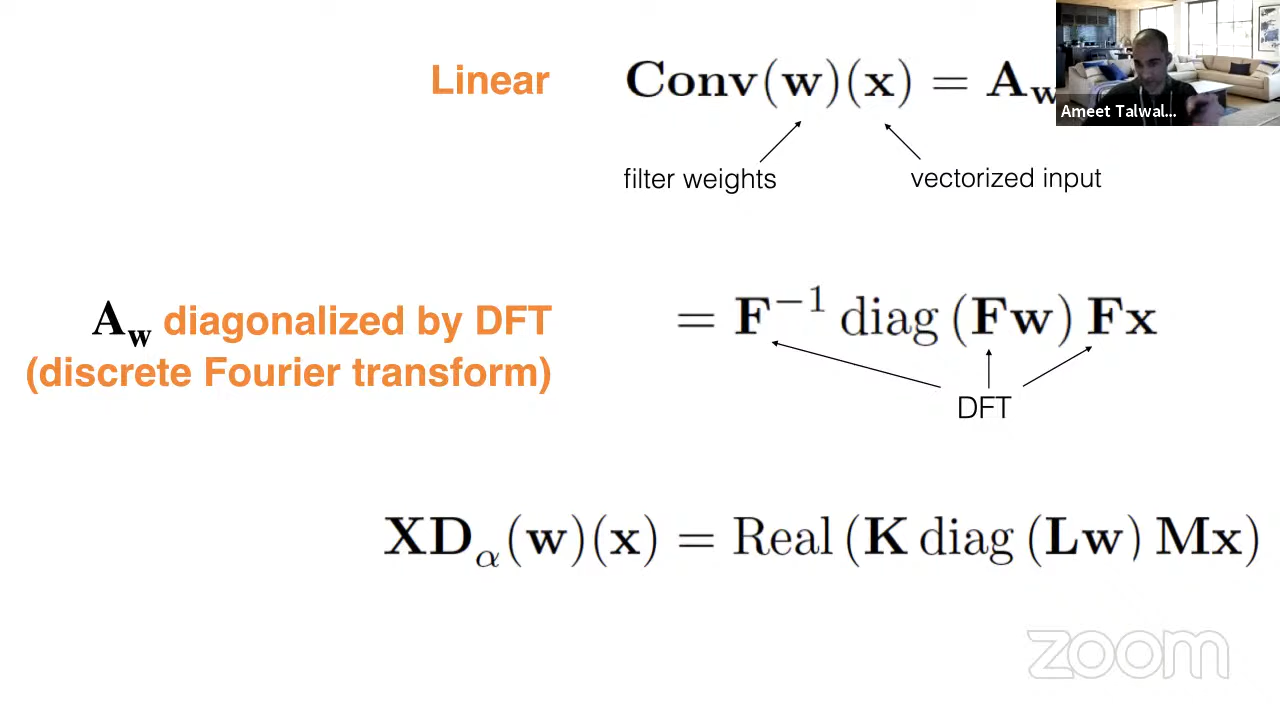 Linear Conv(w)(x) = A_w
Ameet Talwal...
filter weights
vectorized input
A_w diagonalized by DFT = F^{-1} diag (Fw) Fx
(discrete Fourier transform)
DFT
XD_α(w)(x) = Real (K diag (Lw) Mx)
zoom